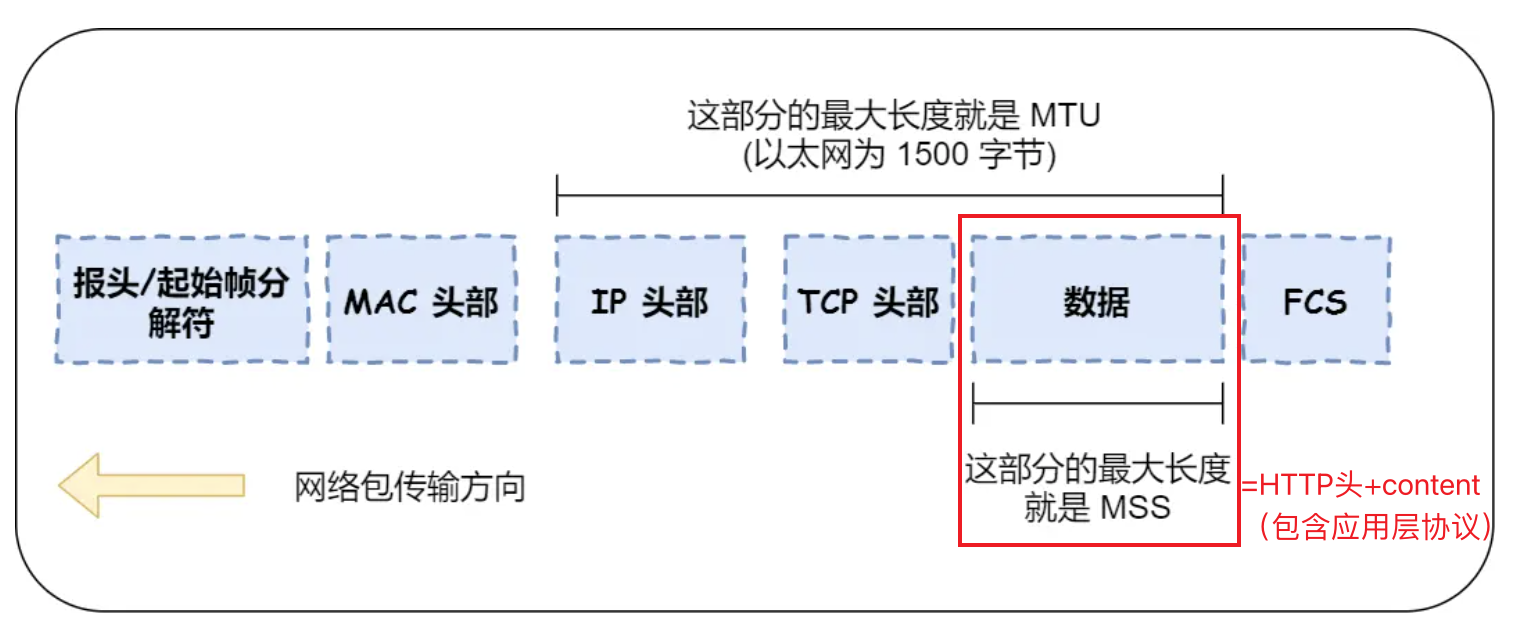 这部分的最大长度就是 MTU
(以太网为 1500 字节)
报头/起始帧分
解符
MAC 头部
IP 头部
TCP 头部
数据
FCS
网络包传输方向
这部分的最大长度
就是 MSS
=HTTP头+content
（包含应用层协议）